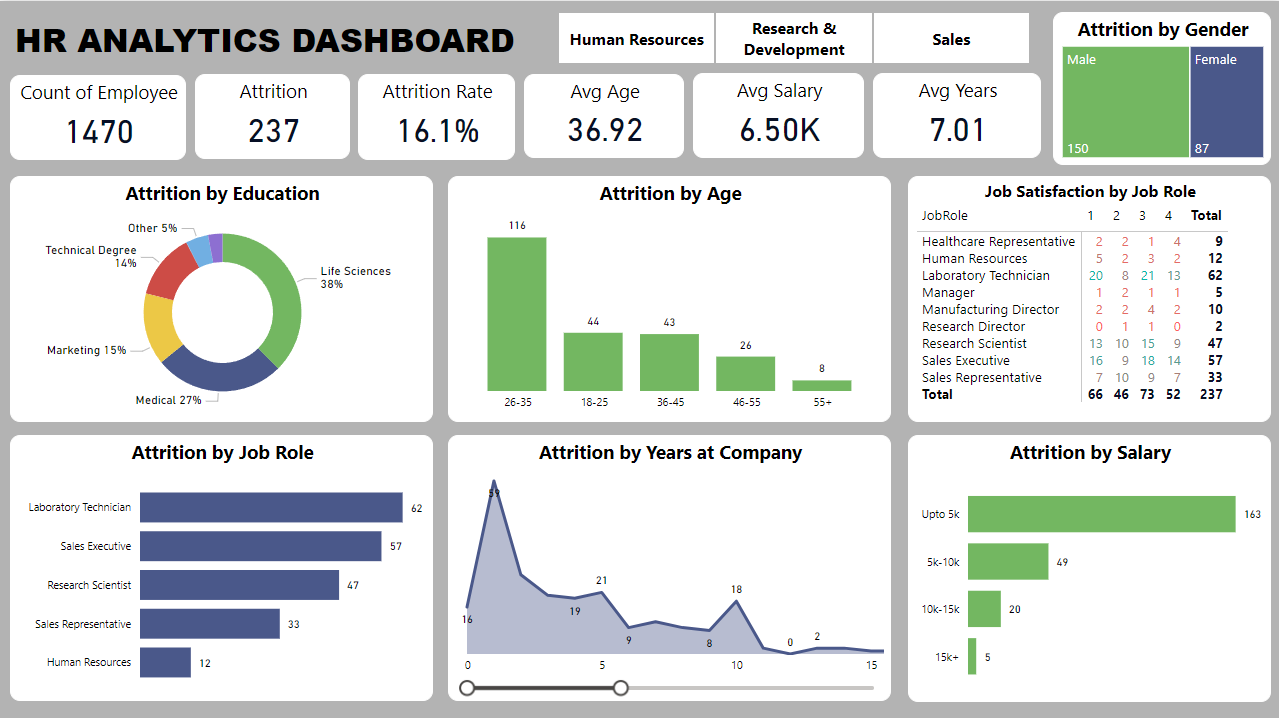 HR ANALYTICS DASHBOARD
Human Resources
Research &
Development
Sales
Count of Employee
1470
Attrition
237
Attrition Rate
16.1%
Avg Age
36.92
Avg Salary
6.50K
Avg Years
7.01
Attrition by Gender
Male
Female
150
87
Attrition by Education
Other 5%
Technical Degree
14%
Life Sciences
38%
Marketing 15%
Medical 27%
Attrition by Age
116
44
43
26
8
26-35
18-25
36-45
46-55
55+
Job Satisfaction by Job Role
JobRole 1 2 3 4 Total
Healthcare Representative 2 2 1 4 9
Human Resources 5 2 3 2 12
Laboratory Technician 20 8 21 13 62
Manager 1 2 1 1 5
Manufacturing Director 2 2 4 2 10
Research Director 0 1 1 0 2
Research Scientist 13 10 15 9 47
Sales Executive 16 9 18 14 57
Sales Representative 7 10 9 7 33
Total 66 46 73 52 237
Attrition by Job Role
Laboratory Technician 62
Sales Executive 57
Research Scientist 47
Sales Representative 33
Human Resources 12
Attrition by Years at Company
59
16
19
21
9
8
18
0
2
0 5 10 15
Attrition by Salary
Upto 5k 163
5k-10k 49
10k-15k 20
15k+ 5